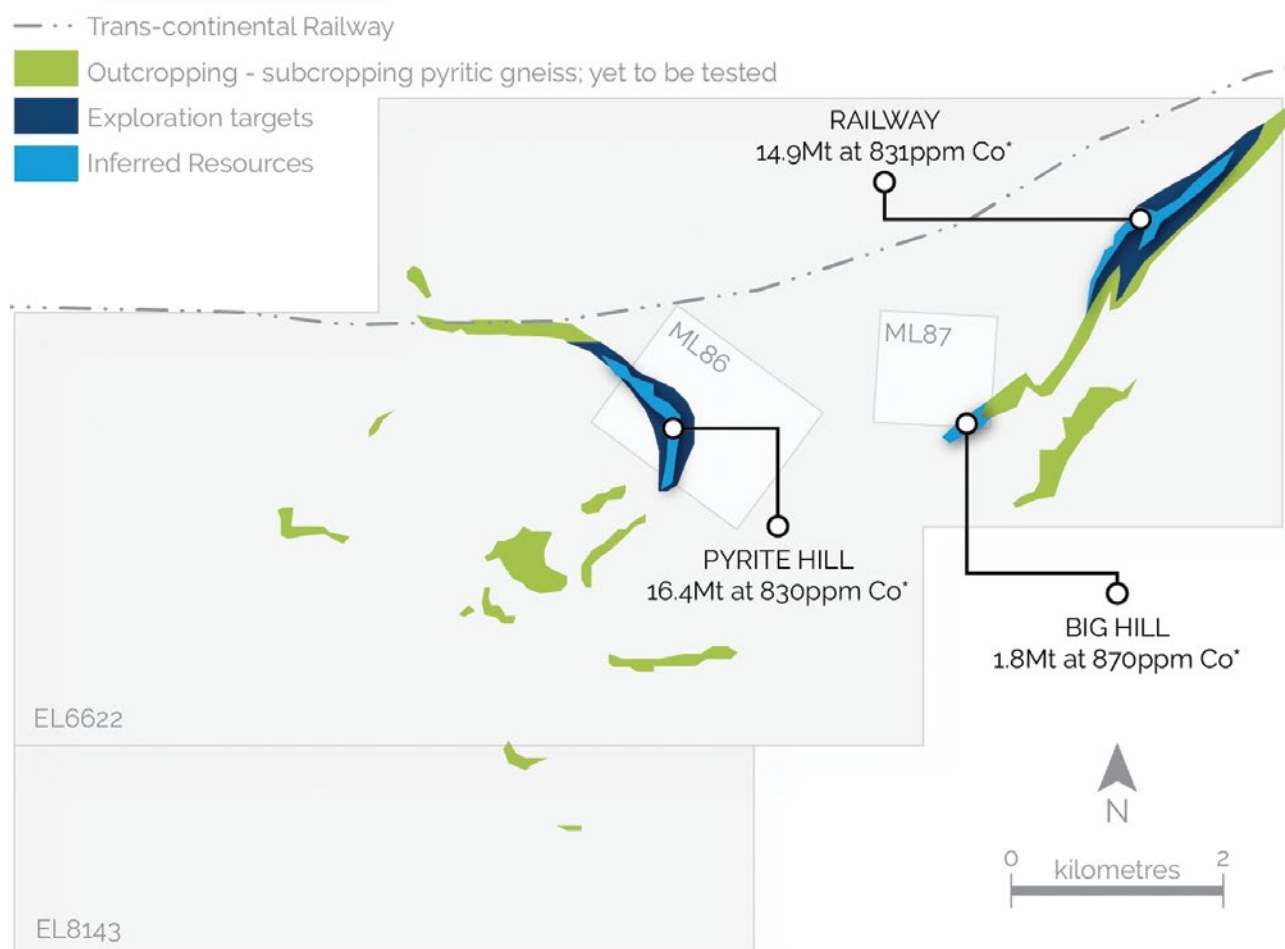 Trans-continental Railway
Outcropping - subcropping pyritic gneiss; yet to be tested
Exploration targets
Inferred Resources
RAILWAY
14.9Mt at 831ppm Co*
ML86
ML87
PYRITE HILL
16.4Mt at 830ppm Co*
BIG HILL
1.8Mt at 870ppm Co*
EL6622
N
0 2
kilometres
EL8143